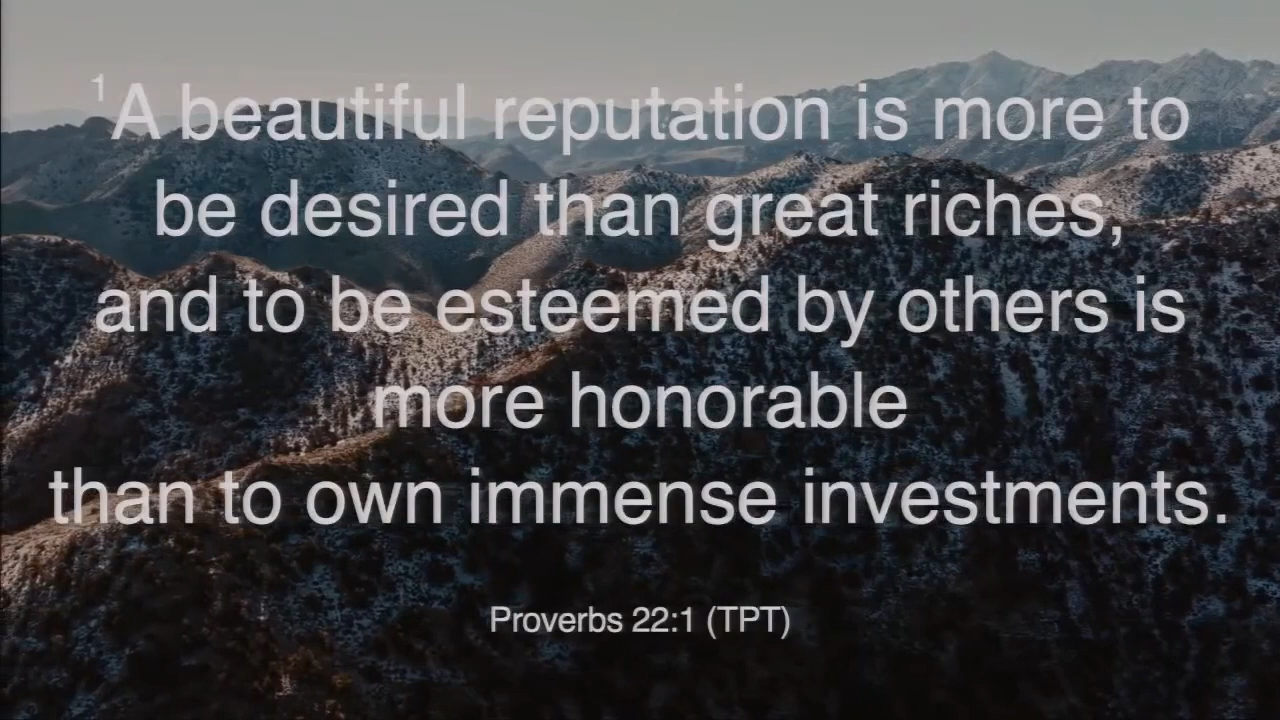 ¹A beautiful reputation is more to
be desired than great riches,
and to be esteemed by others is
more honorable
than to own immense investments.
Proverbs 22:1 (TPT)